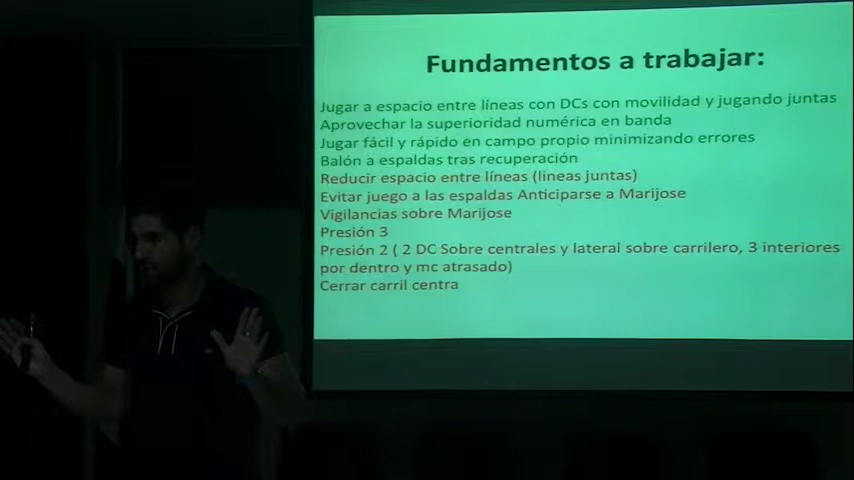 Fundamentos a trabajar:
Jugar a espacio entre líneas con DCs con movilidad y jugando juntas
Aprovechar la superioridad numérica en banda
Jugar fácil y rápido en campo propio minimizando errores
Balón a espaldas tras recuperación
Reducir espacio entre líneas (lineas juntas)
Evitar juego a las espaldas Anticiparse a Marijose
Vigilancias sobre Marijose
Presión 3
Presión 2 ( 2 DC Sobre centrales y lateral sobre carrilero, 3 interiores
por dentro y mc atrasado)
Cerrar carril centra